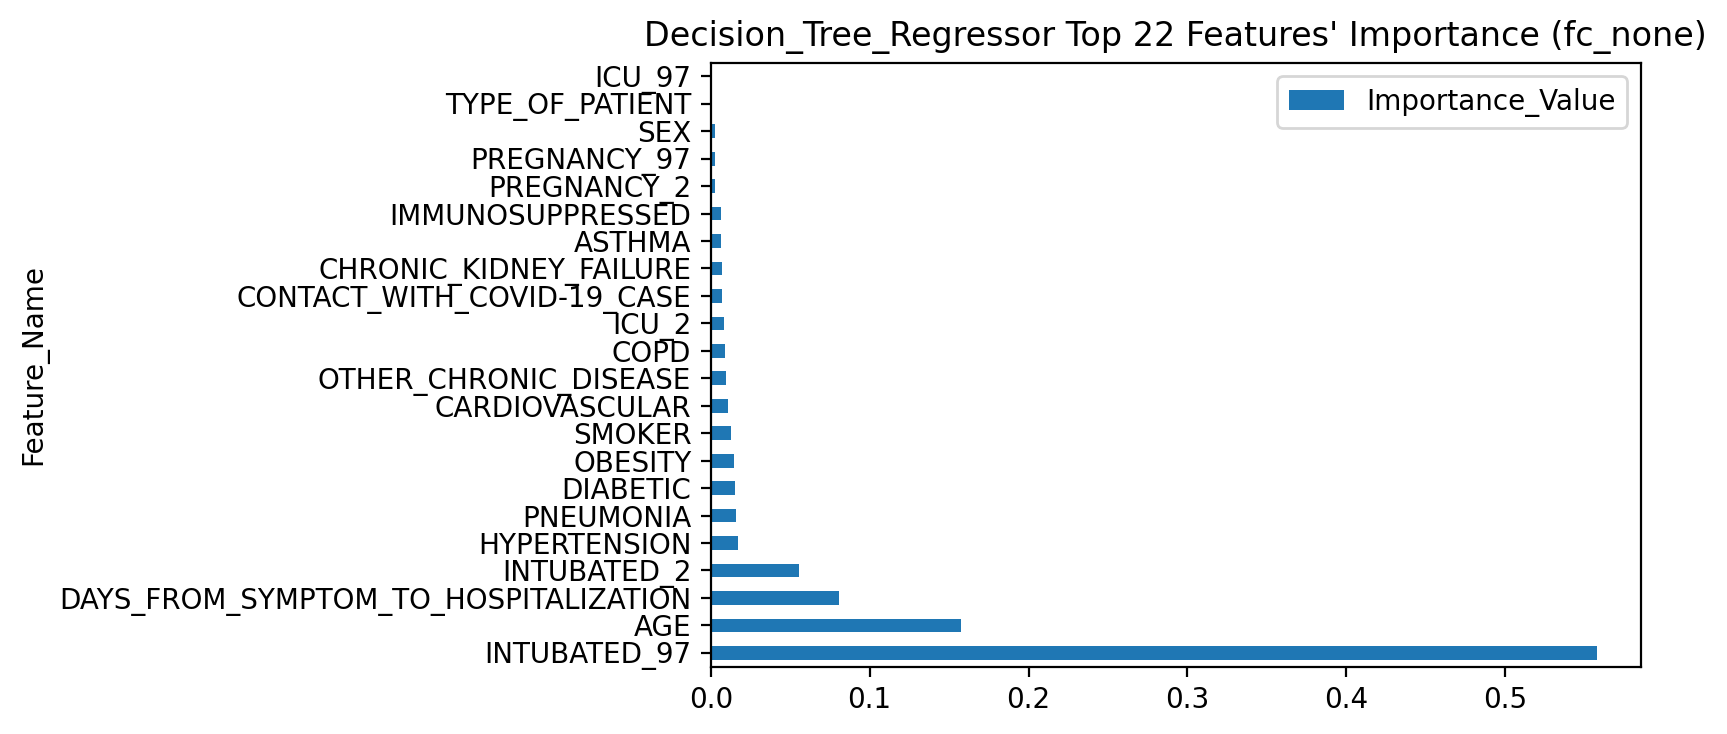 Decision_Tree_Regressor Top 22 Features' Importance (fc_none)
Importance_Value
Feature_Name
ICU_97
TYPE_OF_PATIENT
SEX
PREGNANCY_97
PREGNANCY_2
IMMUNOSUPPRESSED
ASTHMA
CHRONIC_KIDNEY_FAILURE
CONTACT_WITH_COVID-19_CASE
ICU_2
COPD
OTHER_CHRONIC_DISEASE
CARDIOVASCULAR
SMOKER
OBESITY
DIABETIC
PNEUMONIA
HYPERTENSION
INTUBATED_2
DAYS_FROM_SYMPTOM_TO_HOSPITALIZATION
AGE
INTUBATED_97
0.0 0.1 0.2 0.3 0.4 0.5